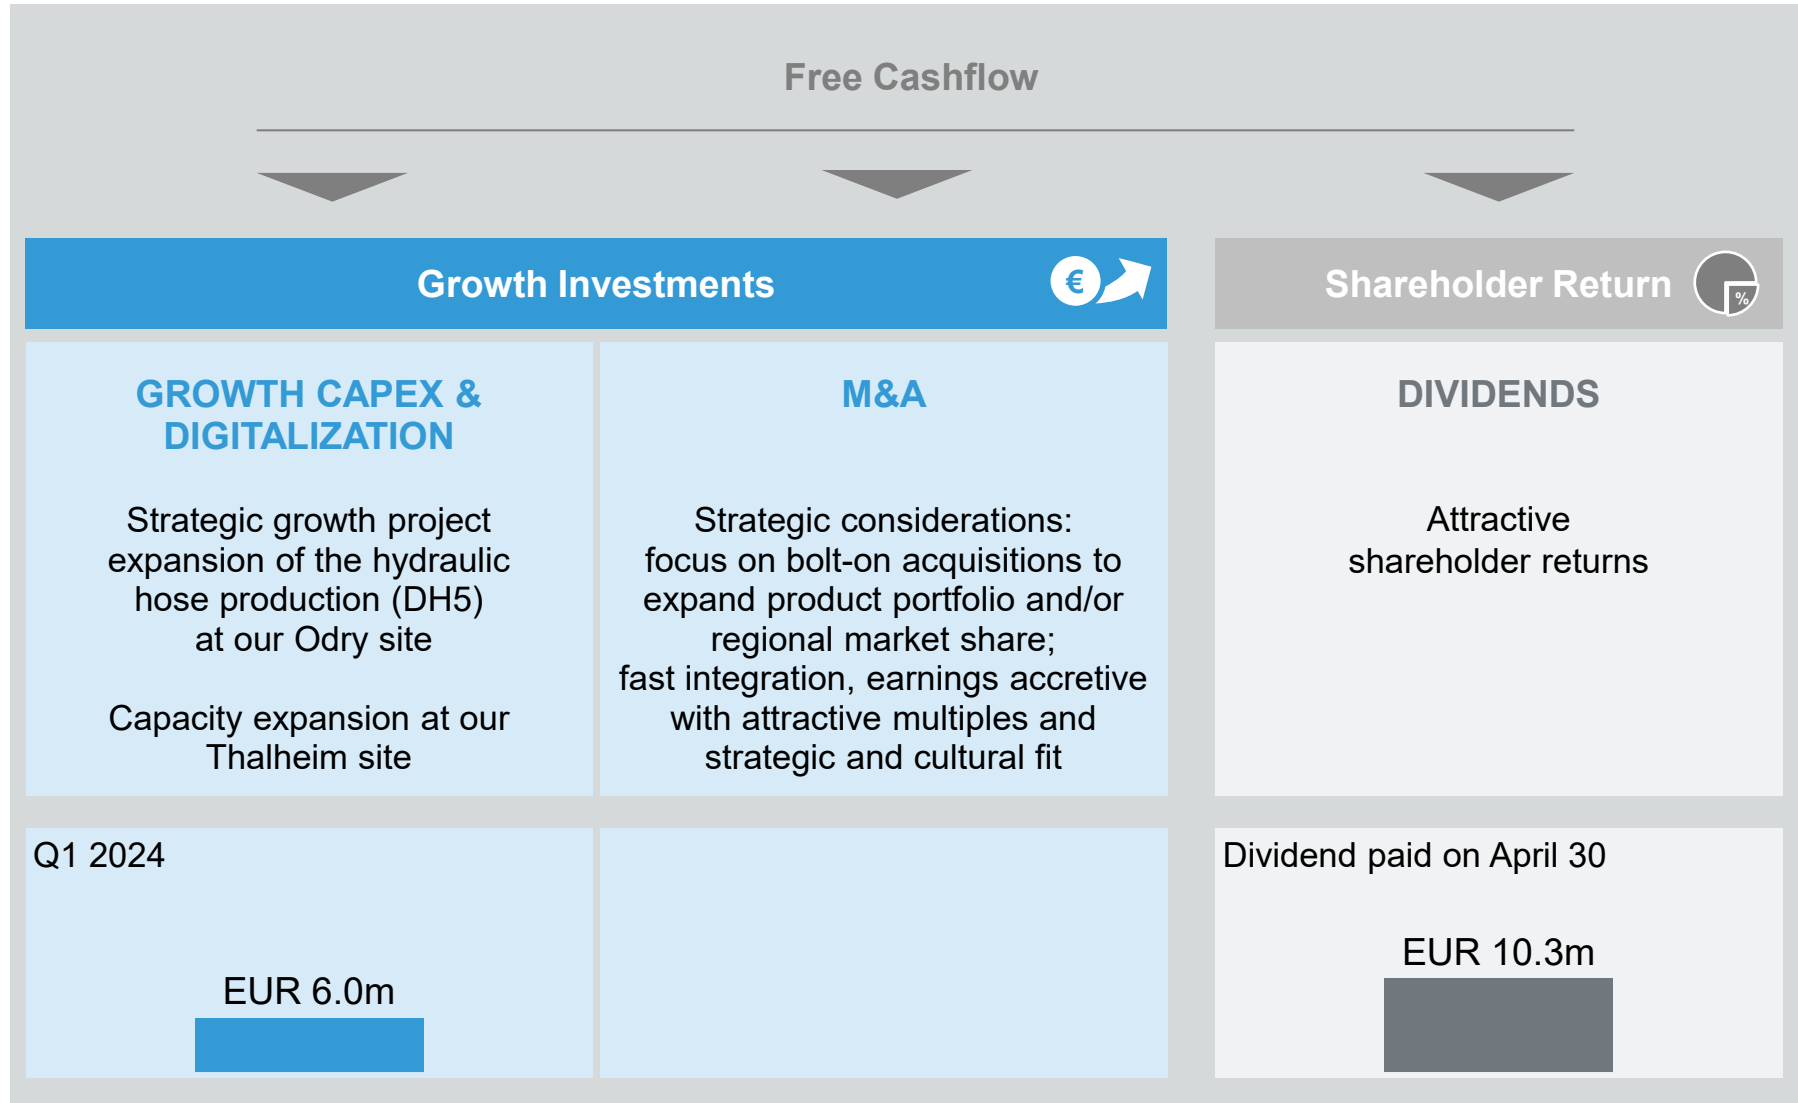 Free Cashflow
Growth Investments
€
Shareholder Return
%
GROWTH CAPEX &
DIGITALIZATION
Strategic growth project
expansion of the hydraulic
hose production (DH5)
at our Odry site
Capacity expansion at our
Thalheim site
M&A
Strategic considerations:
focus on bolt-on acquisitions to
expand product portfolio and/or
regional market share;
fast integration, earnings accretive
with attractive multiples and
strategic and cultural fit
DIVIDENDS
Attractive
shareholder returns
Q1 2024
EUR 6.0m
Dividend paid on April 30
EUR 10.3m